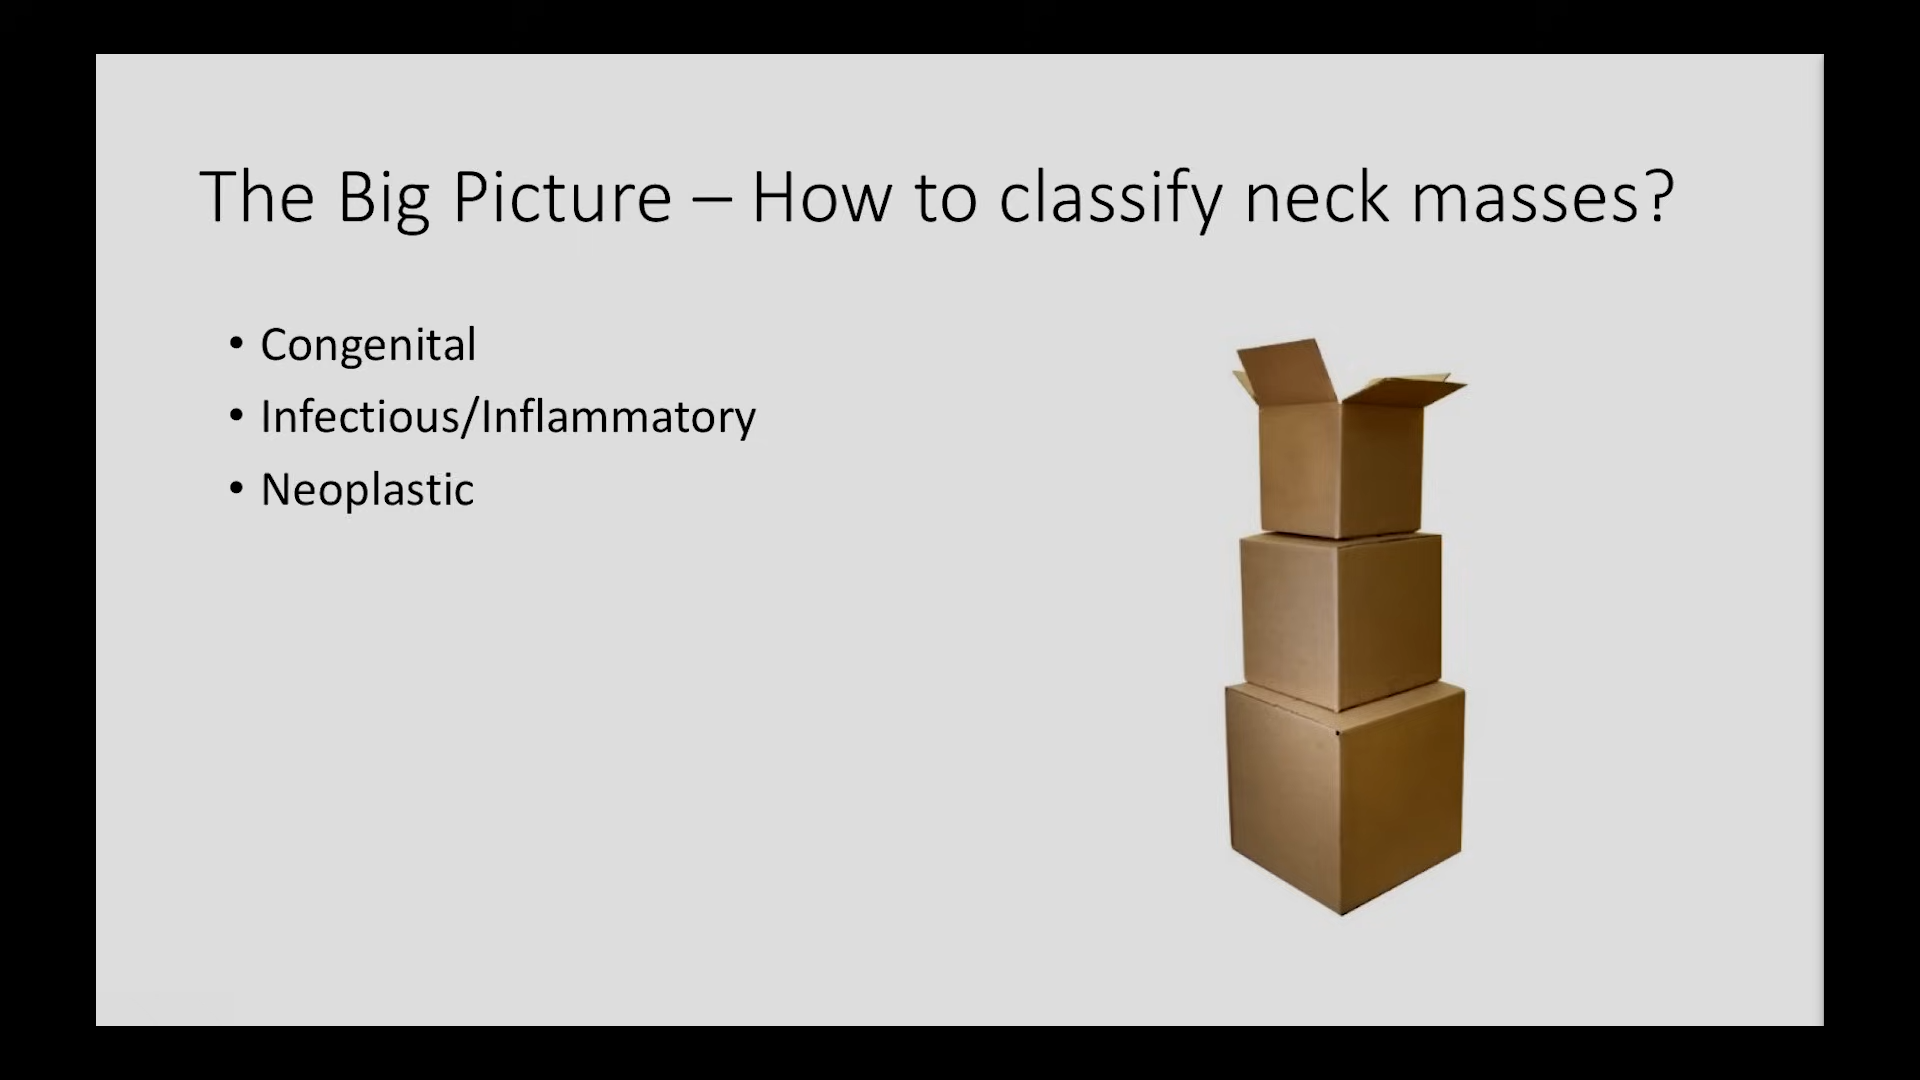 The Big Picture – How to classify neck masses?
• Congenital
• Infectious/Inflammatory
• Neoplastic